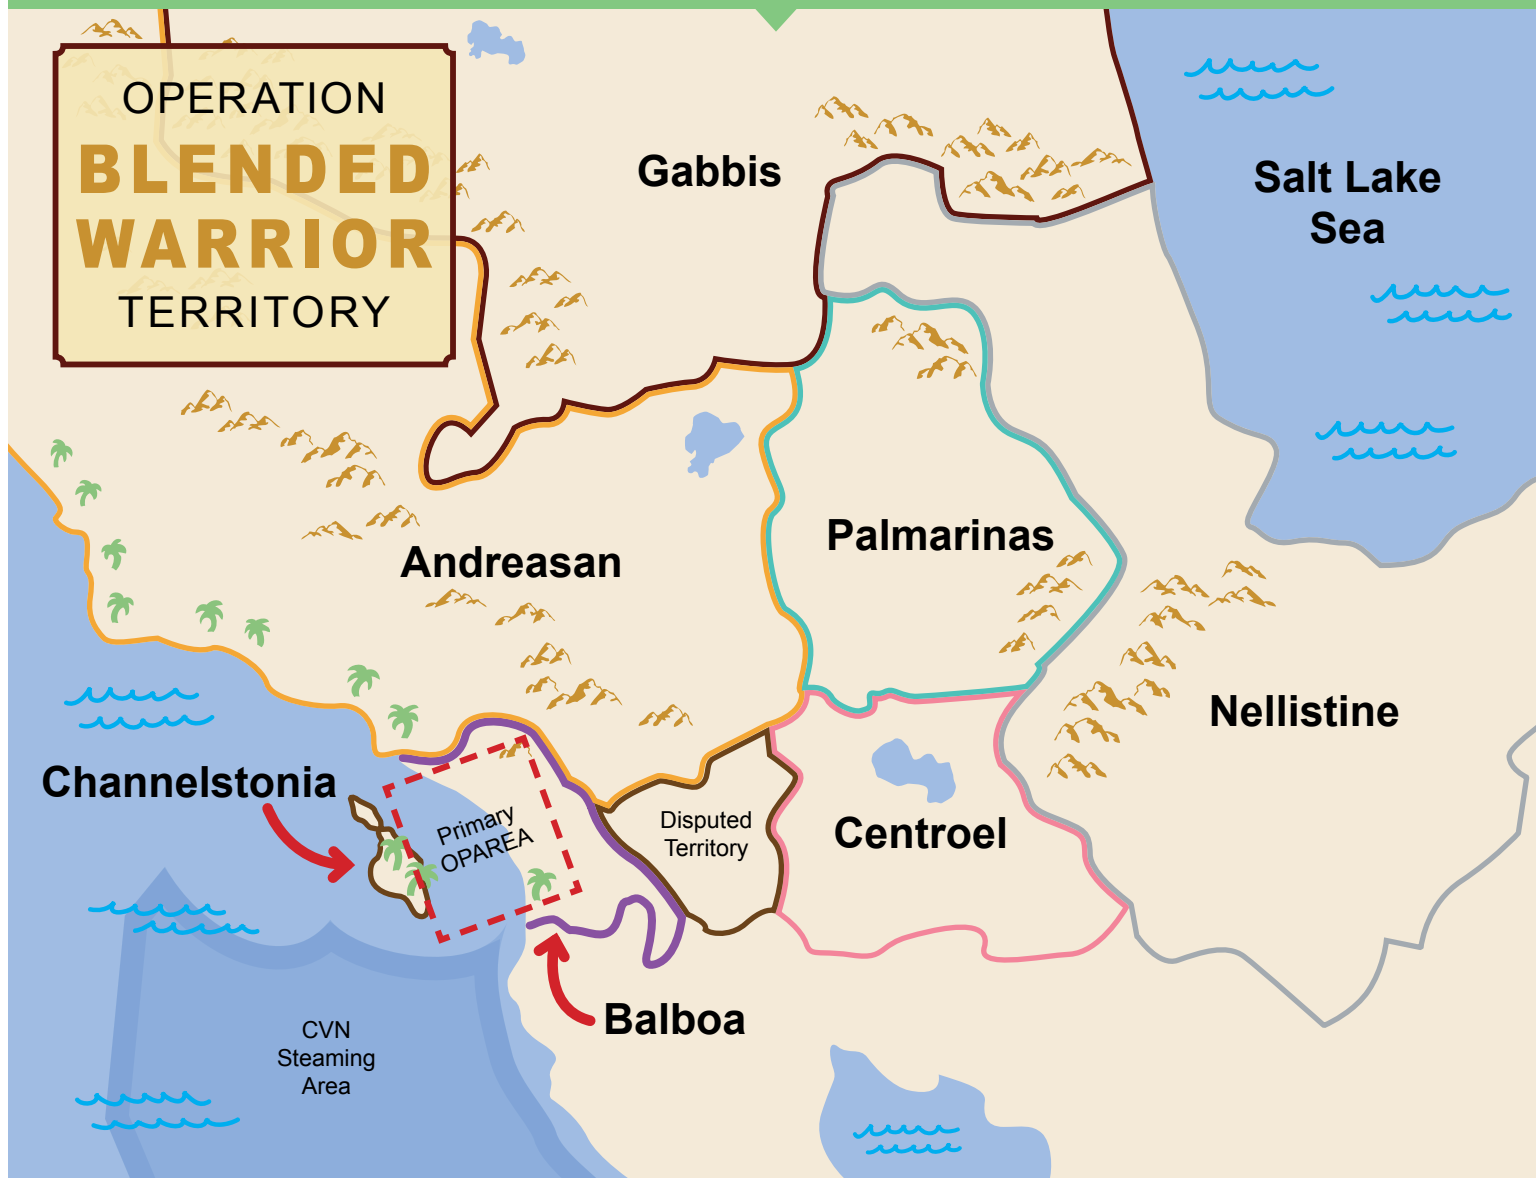 OPERATION
BLENDED
WARRIOR
TERRITORY
Gabbis
Salt Lake
Sea
Andreasan
Palmarinas
Nellistine
Channelstonia
Primary
OPAREA
Disputed
Territory
Centroel
Balboa
CVN
Steaming
Area